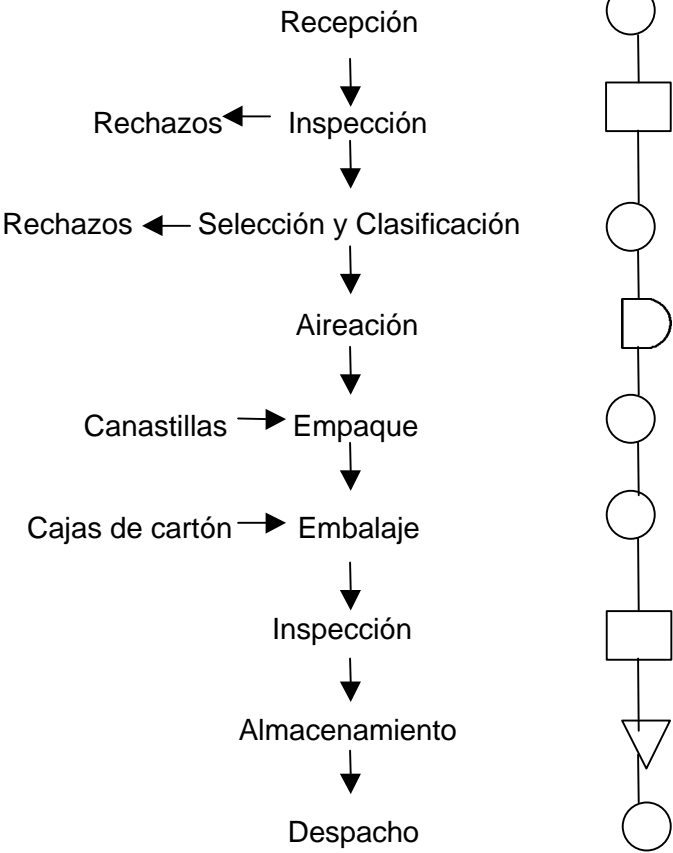 Recepción
Rechazos Inspección
Rechazos Selección y Clasificación
Aireación
Canastillas Empaque
Cajas de cartón Embalaje
Inspección
Almacenamiento
Despacho